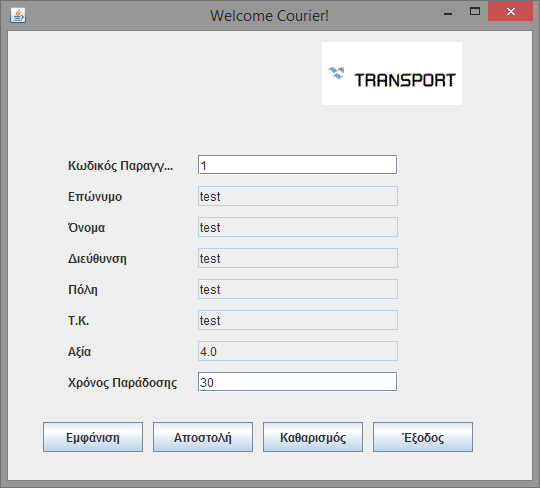 Welcome Courier!
TRANSPORT
Κωδικός Παραγγ... 1
Επώνυμο test
Όνομα test
Διεύθυνση test
Πόλη test
Τ.Κ. test
Αξία 4.0
Χρόνος Παράδοσης 30
Εμφάνιση Αποστολή Καθαρισμός Έξοδος